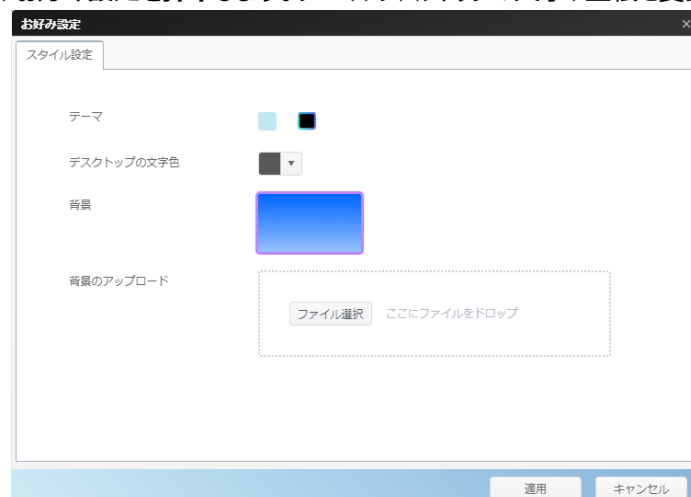 お好み設定
×
スタイル設定
テーマ
デスクトップの文字色
背景
背景のアップロード
ファイル選択 ここにファイルをドロップ
適用 キャンセル